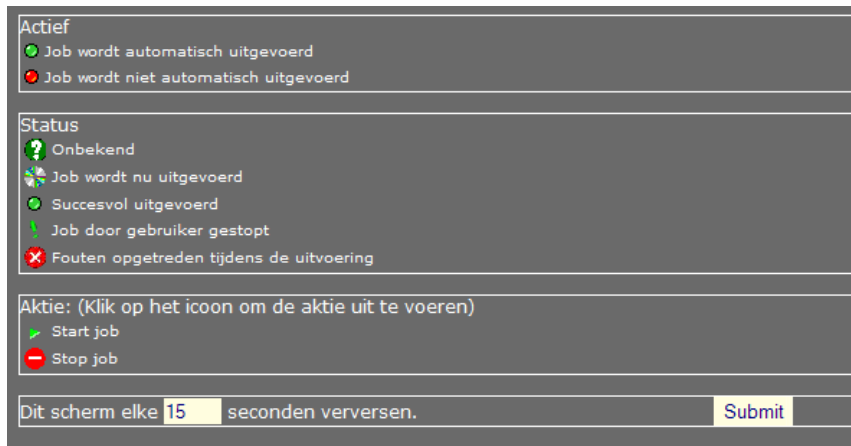 Actief
Job wordt automatisch uitgevoerd
Job wordt niet automatisch uitgevoerd
Status
Onbekend
Job wordt nu uitgevoerd
Succesvol uitgevoerd
Job door gebruiker gestopt
Fouten opgetreden tijdens de uitvoering
Aktie: (Klik op het icoon om de aktie uit te voeren)
Start job
Stop job
Dit scherm elke 15 seconden verversen. Submit